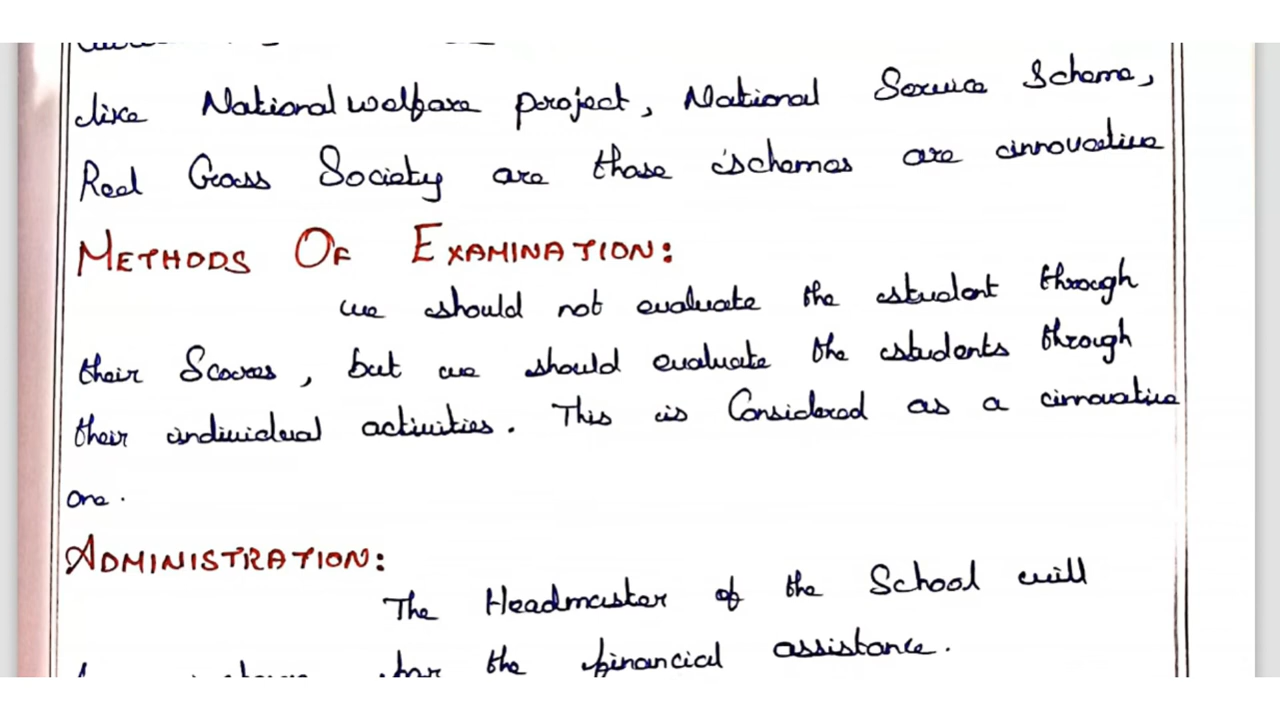 like National welfare project, National Service Scheme,
Red Cross Society are those schemes are innovative
METHODS OF EXAMINATION:
we should not evaluate the student through
their Scores, but we should evaluate the students through
their individual activities. This is Considered as a innovative
one.
ADMINISTRATION:
The Headmaster of the School will
the financial assistance.